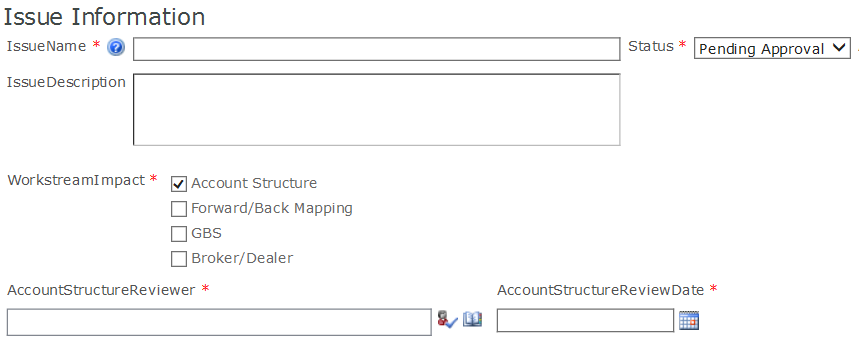 Issue Information
IssueName * Status * Pending Approval
IssueDescription
WorkstreamImpact * Account Structure
Forward/Back Mapping
GBS
Broker/Dealer
AccountStructureReviewer * AccountStructureReviewDate *